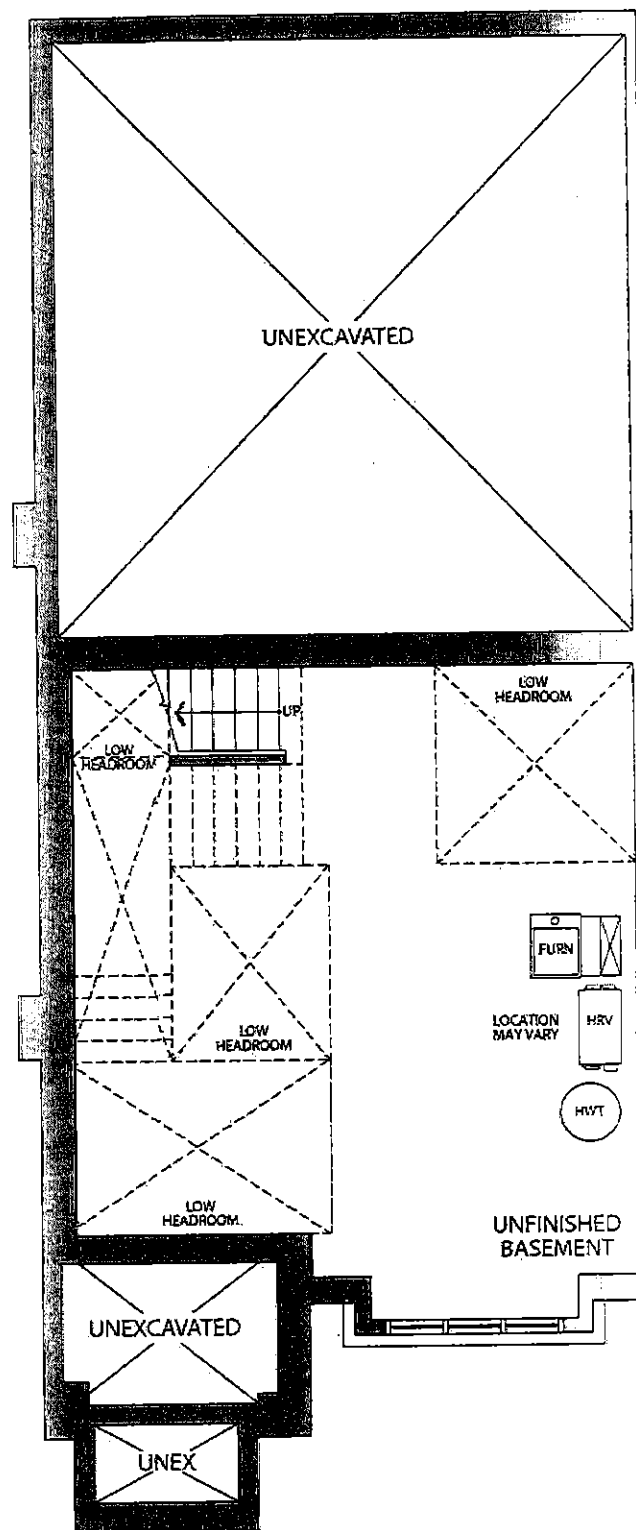 UNEXCAVATED
LOW
HEADROOM
UP
LOW
HEADROOM
FURN
LOCATION
MAY VARY
HRV
LOW
HEADROOM
HWT
LOW
HEADROOM
UNFINISHED
BASEMENT
UNEXCAVATED
UNEX